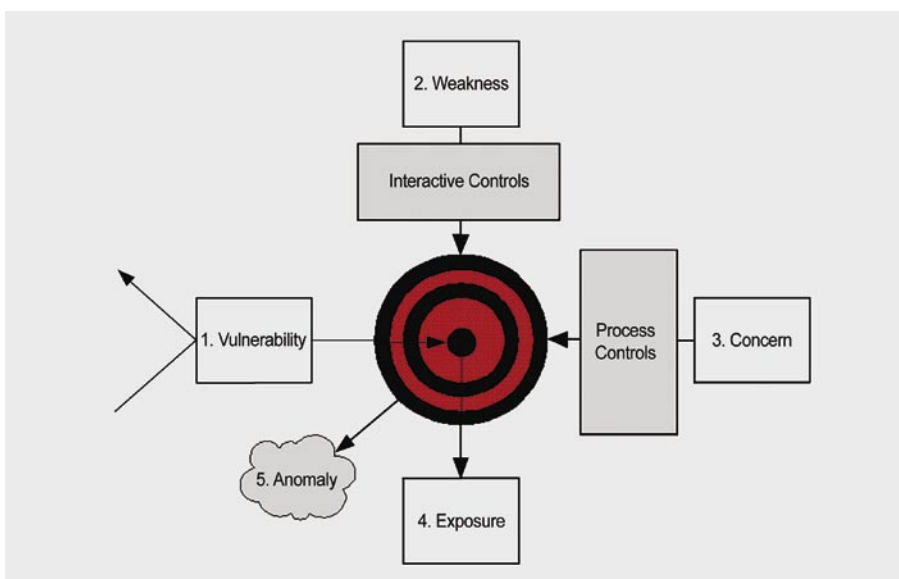 2. Weakness
Interactive Controls
1. Vulnerability
Process
Controls
3. Concern
5. Anomaly
4. Exposure